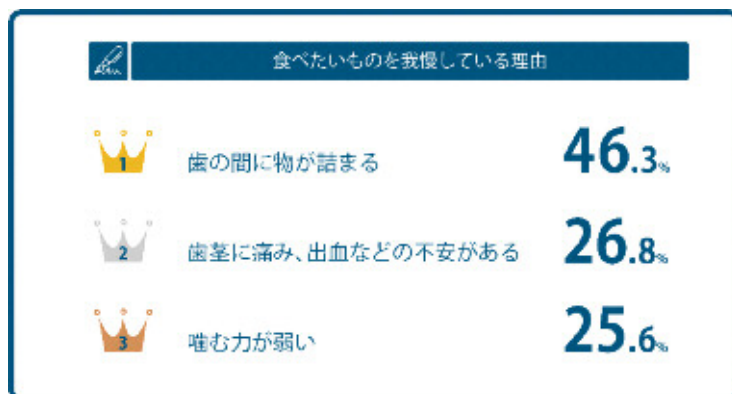 食べたいものを我慢している理由
1 歯の間に物が詰まる 46.3%
2 歯茎に痛み、出血などの不安がある 26.8%
3 噛む力が弱い 25.6%